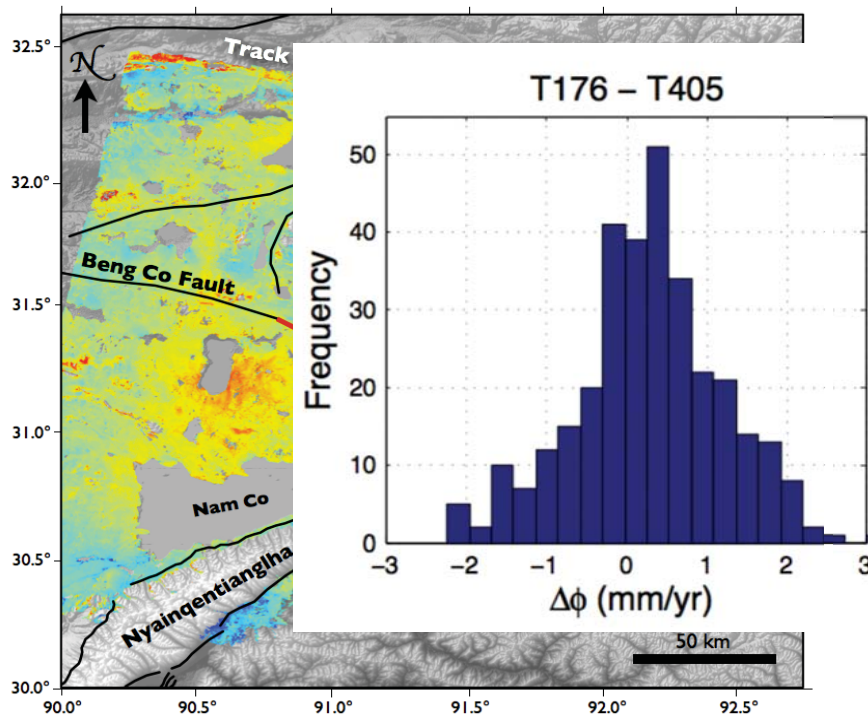 32.5°
32.0°
31.5°
31.0°
30.5°
30.0°
90.0°
90.5°
91.0°
91.5°
92.0°
92.5°
N
Track
Beng Co Fault
Nam Co
Nyainqentianglha
50 km
T176 – T405
Frequency
50
40
30
20
10
0
−3
−2
−1
0
1
2
3
Δϕ (mm/yr)